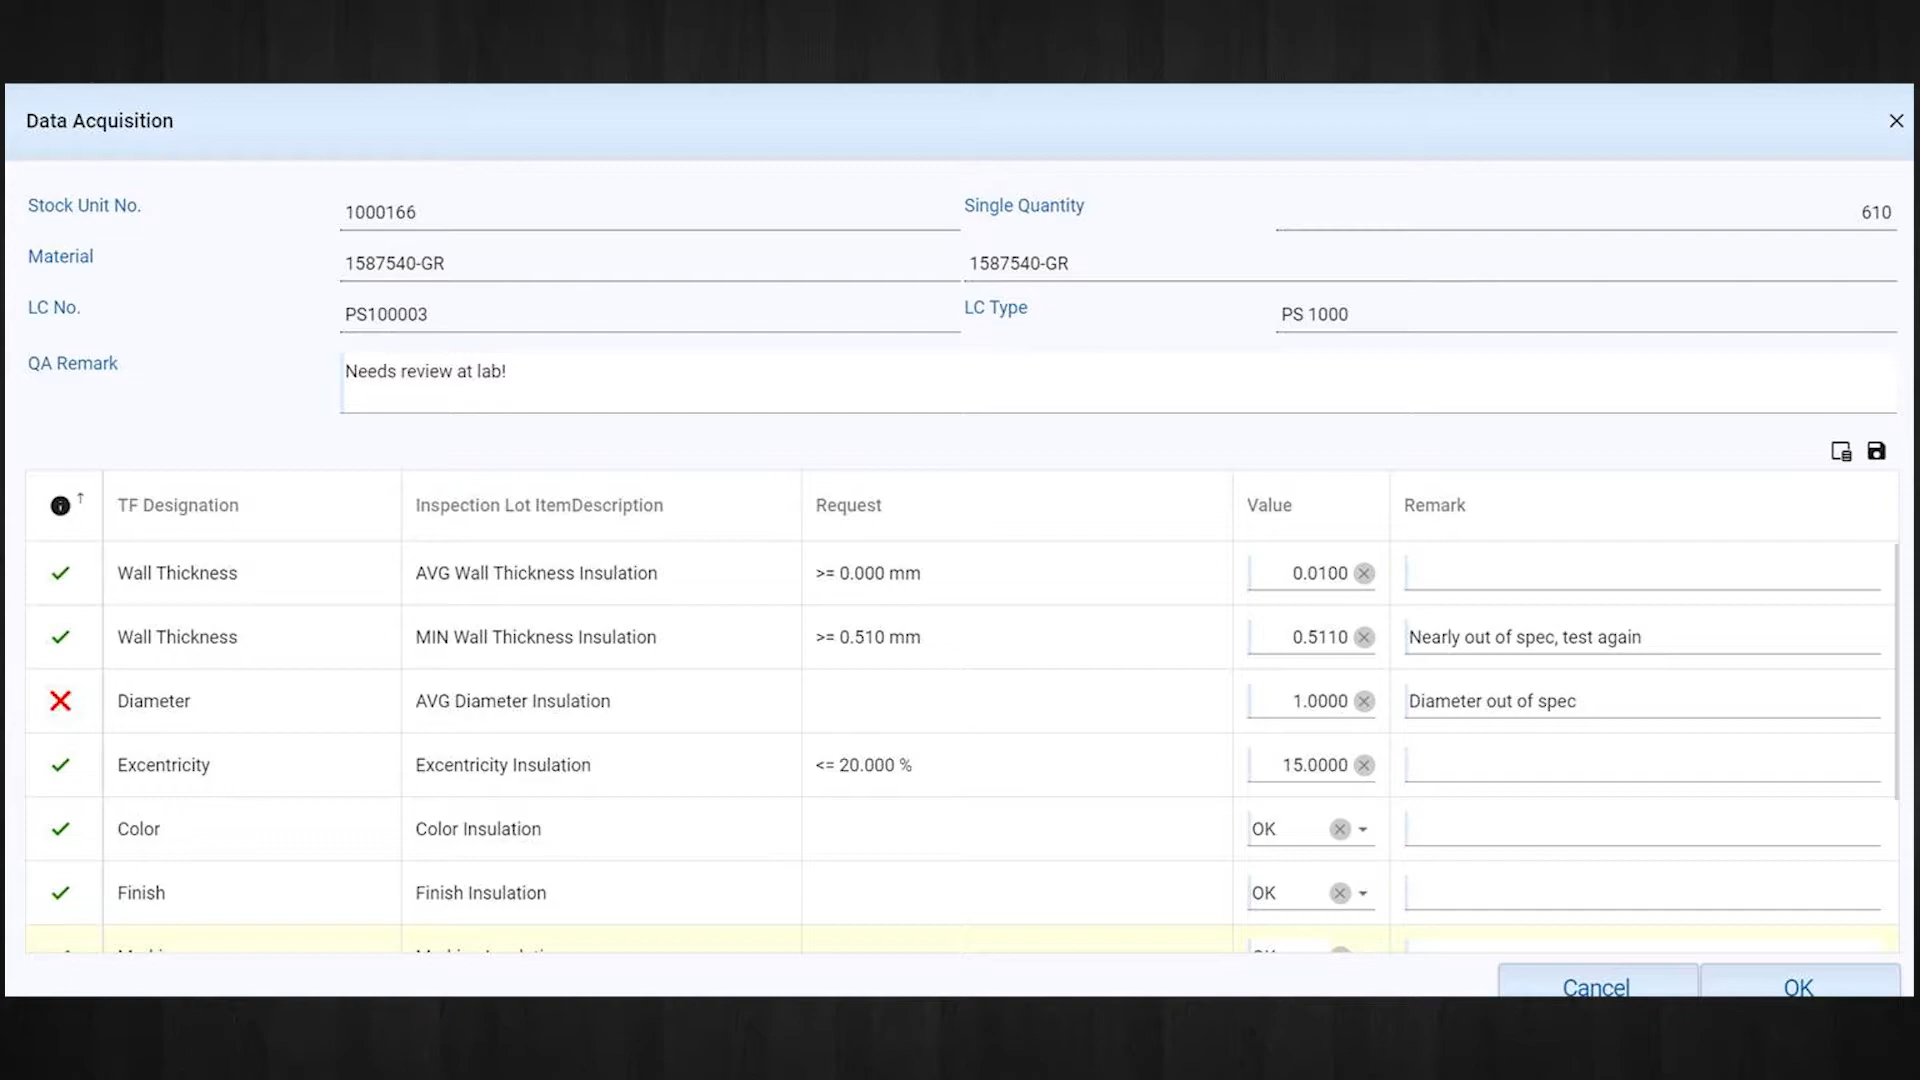 Data Acquisition
Stock Unit No. 1000166 Single Quantity 610
Material 1587540-GR 1587540-GR
LC No. PS100003 LC Type PS 1000
QA Remark Needs review at lab!
TF Designation Inspection Lot ItemDescription Request Value Remark
Wall Thickness AVG Wall Thickness Insulation >= 0.000 mm 0.0100
Wall Thickness MIN Wall Thickness Insulation >= 0.510 mm 0.5110 Nearly out of spec, test again
Diameter AVG Diameter Insulation 1.0000 Diameter out of spec
Excentricity Excentricity Insulation <= 20.000 % 15.0000
Color Color Insulation OK
Finish Finish Insulation OK
Cancel OK